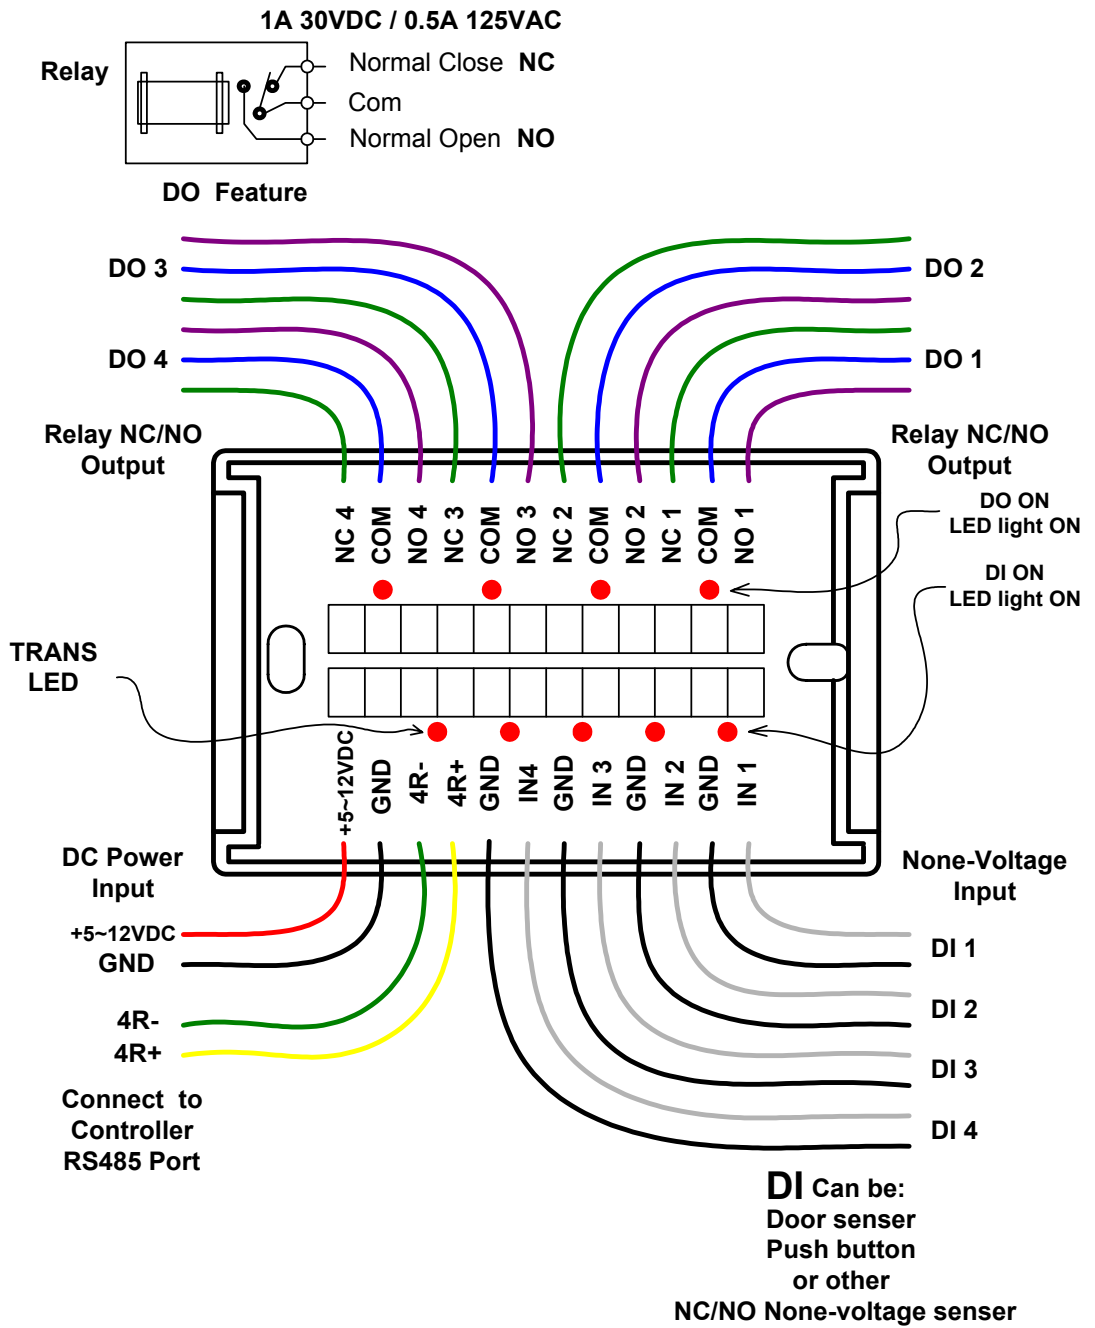 1A 30VDC / 0.5A 125VAC
Relay
Normal Close NC
Com
Normal Open NO
DO Feature
DO 3
DO 2
DO 4
DO 1
Relay NC/NO
Output
Relay NC/NO
Output
DO ON
LED light ON
DI ON
LED light ON
NC 4
COM
NO 4
NC 3
COM
NO 3
NC 2
COM
NO 2
NC 1
COM
NO 1
TRANS
LED
+5~12VDC
GND
4R-
4R+
GND
IN4
GND
IN 3
GND
IN 2
GND
IN 1
DC Power
Input
None-Voltage
Input
+5~12VDC
GND
4R-
4R+
DI 1
DI 2
DI 3
DI 4
Connect to
Controller
RS485 Port
DI Can be:
Door senser
Push button
or other
NC/NO None-voltage senser